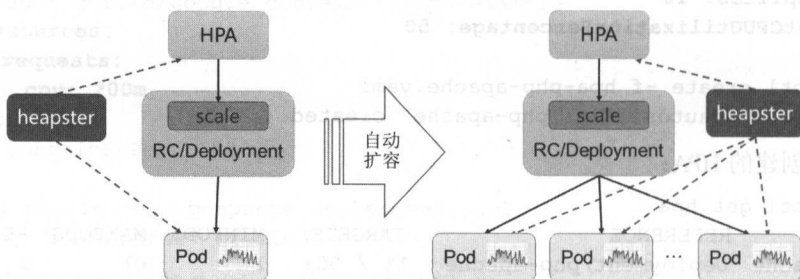 HPA
heapster
scale
RC/Deployment
Pod
自动
扩容
HPA
scale
RC/Deployment
heapster
Pod
Pod
...
Pod